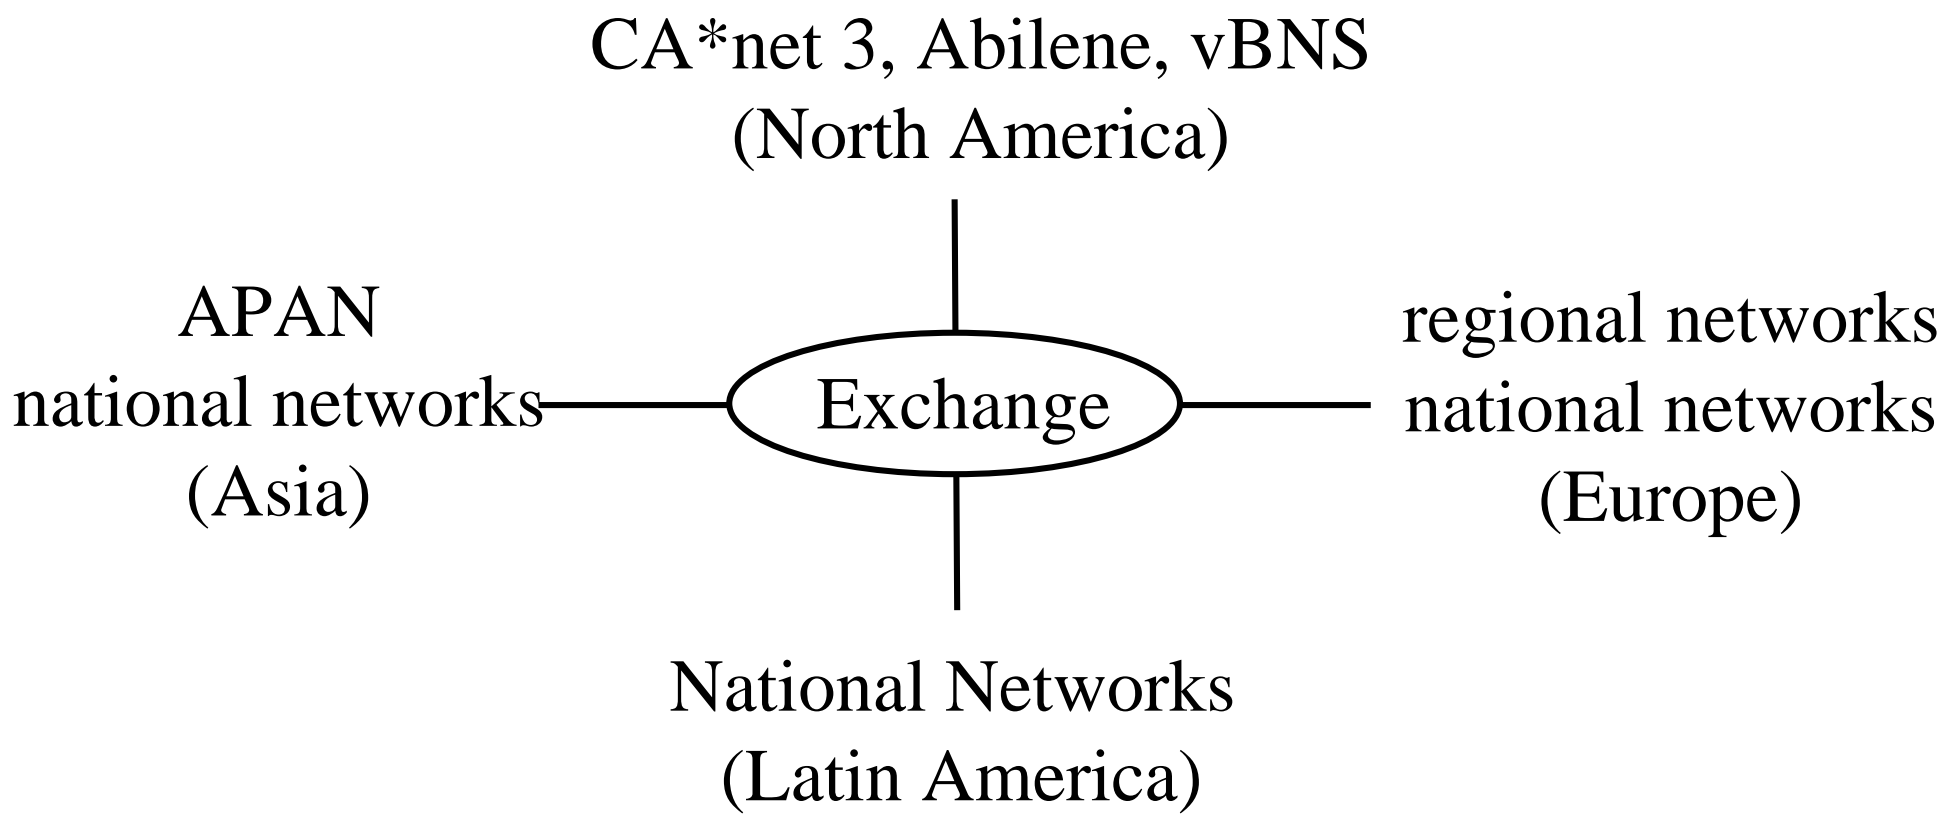 CA*net 3, Abilene, vBNS
(North America)
APAN
national networks
(Asia)
Exchange
regional networks
national networks
(Europe)
National Networks
(Latin America)